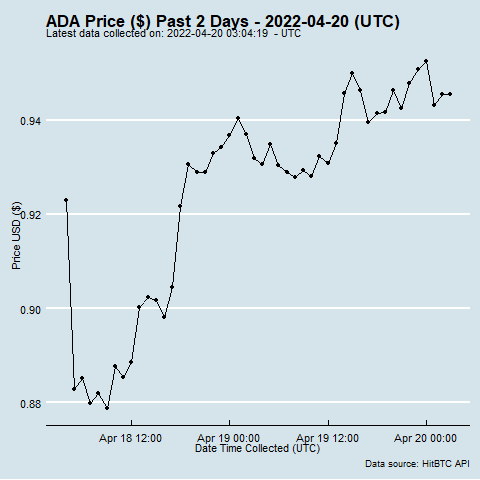 ADA Price ($) Past 2 Days - 2022-04-20 (UTC)
Latest data collected on: 2022-04-20 03:04:19 - UTC
0.94
0.92
Price USD ($)
0.90
0.88
Apr 18 12:00 Apr 19 00:00 Apr 19 12:00 Apr 20 00:00
Date Time Collected (UTC)
Data source: HitBTC API